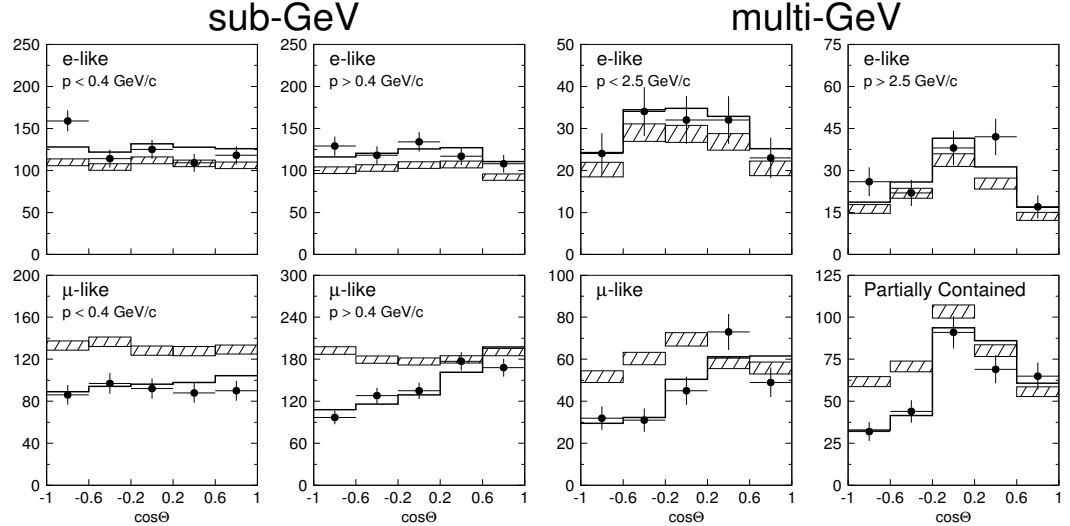 sub-GeV
multi-GeV
250
200
150
100
50
0
e-like
p < 0.4 GeV/c
250
200
150
100
50
0
e-like
p > 0.4 GeV/c
50
40
30
20
10
0
e-like
p < 2.5 GeV/c
75
60
45
30
15
0
e-like
p > 2.5 GeV/c
200
160
120
80
40
0
μ-like
p < 0.4 GeV/c
-1 -0.6 -0.2 0.2 0.6 1
cosΘ
300
240
180
120
60
0
μ-like
p > 0.4 GeV/c
-1 -0.6 -0.2 0.2 0.6 1
cosΘ
100
80
60
40
20
0
μ-like
-1 -0.6 -0.2 0.2 0.6 1
cosΘ
125
100
75
50
25
0
Partially Contained
-1 -0.6 -0.2 0.2 0.6 1
cosΘ